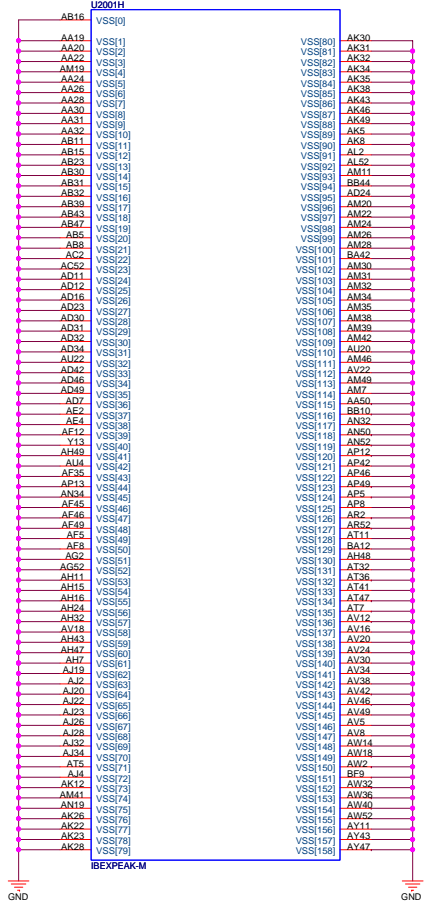 U2001H
AB16 VSS[0]
AA19 VSS[1] VSS[80] AK30
AA20 VSS[2] VSS[81] AK31
AA22 VSS[3] VSS[82] AK32
AM19 VSS[4] VSS[83] AK34
AA24 VSS[5] VSS[84] AK35
AA26 VSS[6] VSS[85] AK38
AA28 VSS[7] VSS[86] AK43
AA30 VSS[8] VSS[87] AK46
AA31 VSS[9] VSS[88] AK49
AA32 VSS[10] VSS[89] AK5
AB11 VSS[11] VSS[90] AK8
AB15 VSS[12] VSS[91] AL2
AB23 VSS[13] VSS[92] AL52
AB30 VSS[14] VSS[93] AM11
AB31 VSS[15] VSS[94] BB44
AB32 VSS[16] VSS[95] AD24
AB39 VSS[17] VSS[96] AM20
AB43 VSS[18] VSS[97] AM22
AB47 VSS[19] VSS[98] AM24
AB5 VSS[20] VSS[99] AM26
AB8 VSS[21] VSS[100] AM28
AC2 VSS[22] VSS[101] BA42
AC52 VSS[23] VSS[102] AM30
AD11 VSS[24] VSS[103] AM31
AD12 VSS[25] VSS[104] AM32
AD16 VSS[26] VSS[105] AM34
AD23 VSS[27] VSS[106] AM35
AD30 VSS[28] VSS[107] AM38
AD31 VSS[29] VSS[108] AM39
AD32 VSS[30] VSS[109] AM42
AD34 VSS[31] VSS[110] AU20
AU22 VSS[32] VSS[111] AM46
AD42 VSS[33] VSS[112] AV22
AD46 VSS[34] VSS[113] AM49
AD49 VSS[35] VSS[114] AM7
AD7 VSS[36] VSS[115] AA50
AE2 VSS[37] VSS[116] BB10
AE4 VSS[38] VSS[117] AN32
AF12 VSS[39] VSS[118] AN50
Y13 VSS[40] VSS[119] AN52
AH49 VSS[41] VSS[120] AP12
AU4 VSS[42] VSS[121] AP42
AF35 VSS[43] VSS[122] AP46
AP13 VSS[44] VSS[123] AP49
AN34 VSS[45] VSS[124] AP5
AF45 VSS[46] VSS[125] AP8
AF46 VSS[47] VSS[126] AR2
AF49 VSS[48] VSS[127] AR52
AF5 VSS[49] VSS[128] AT11
AF8 VSS[50] VSS[129] BA12
AG2 VSS[51] VSS[130] AH48
AG52 VSS[52] VSS[131] AT32
AH11 VSS[53] VSS[132] AT36
AH15 VSS[54] VSS[133] AT41
AH16 VSS[55] VSS[134] AT47
AH24 VSS[56] VSS[135] AT7
AH32 VSS[57] VSS[136] AV12
AV18 VSS[58] VSS[137] AV16
AH43 VSS[59] VSS[138] AV20
AH47 VSS[60] VSS[139] AV24
AH7 VSS[61] VSS[140] AV30
AJ19 VSS[62] VSS[141] AV34
AJ2 VSS[63] VSS[142] AV38
AJ20 VSS[64] VSS[143] AV42
AJ22 VSS[65] VSS[144] AV46
AJ23 VSS[66] VSS[145] AV49
AJ26 VSS[67] VSS[146] AV5
AJ28 VSS[68] VSS[147] AV8
AJ32 VSS[69] VSS[148] AW14
AJ34 VSS[70] VSS[149] AW18
AT5 VSS[71] VSS[150] AW2
AJ4 VSS[72] VSS[151] BF9
AK12 VSS[73] VSS[152] AW32
AM41 VSS[74] VSS[153] AW36
AN19 VSS[75] VSS[154] AW40
AK26 VSS[76] VSS[155] AW52
AK22 VSS[77] VSS[156] AY11
AK23 VSS[78] VSS[157] AY43
AK28 VSS[79] VSS[158] AY47
IBEXPEAK-M
GND GND